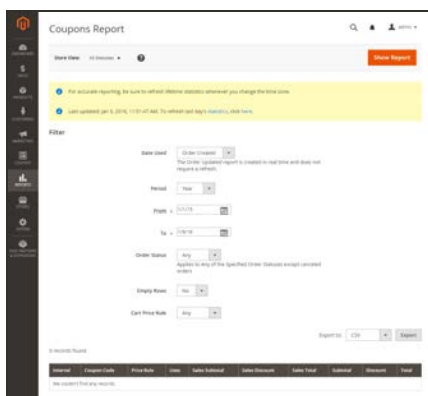 Coupons Report
Store View: All Websites
Show Report
For accurate reporting, be sure to refresh lifetime statistics whenever you change the time zone.
Last updated: Jan 9, 2016, 11:51:47 AM. To refresh last day's statistics, click here.
Filter
Date Used Order Created
The Order Updated report is created in real time and does not
require a refresh.
Period Year
From
To
Order Status Any
Applies to Any of the Specified Order Statuses except canceled
orders
Empty Rows No
Cart Price Rule Any
Export to: CSV Export
0 records found
Interval Coupon Code Price Rule Uses Sales Subtotal Sales Discount Sales Total Subtotal Discount Total
We couldn't find any records.